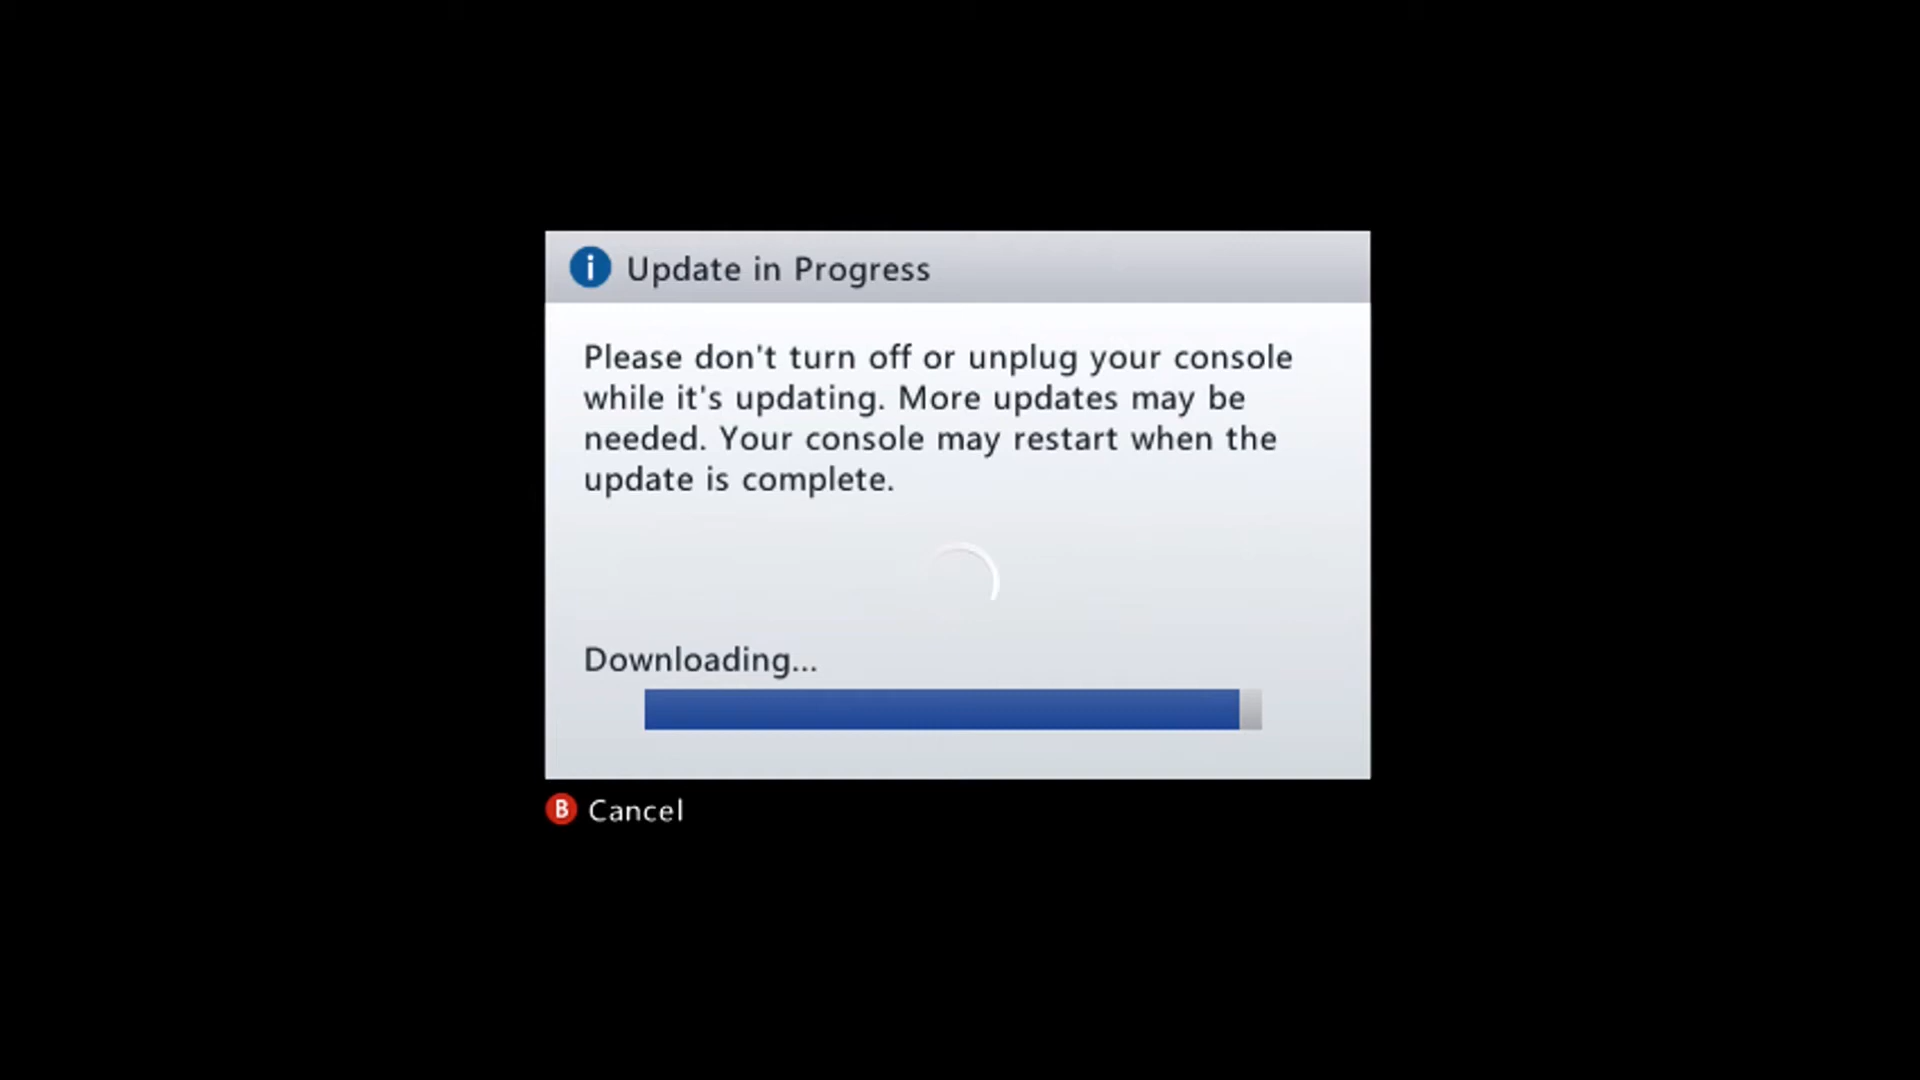 i Update in Progress
Please don't turn off or unplug your console
while it's updating. More updates may be
needed. Your console may restart when the
update is complete.
Downloading...
B Cancel